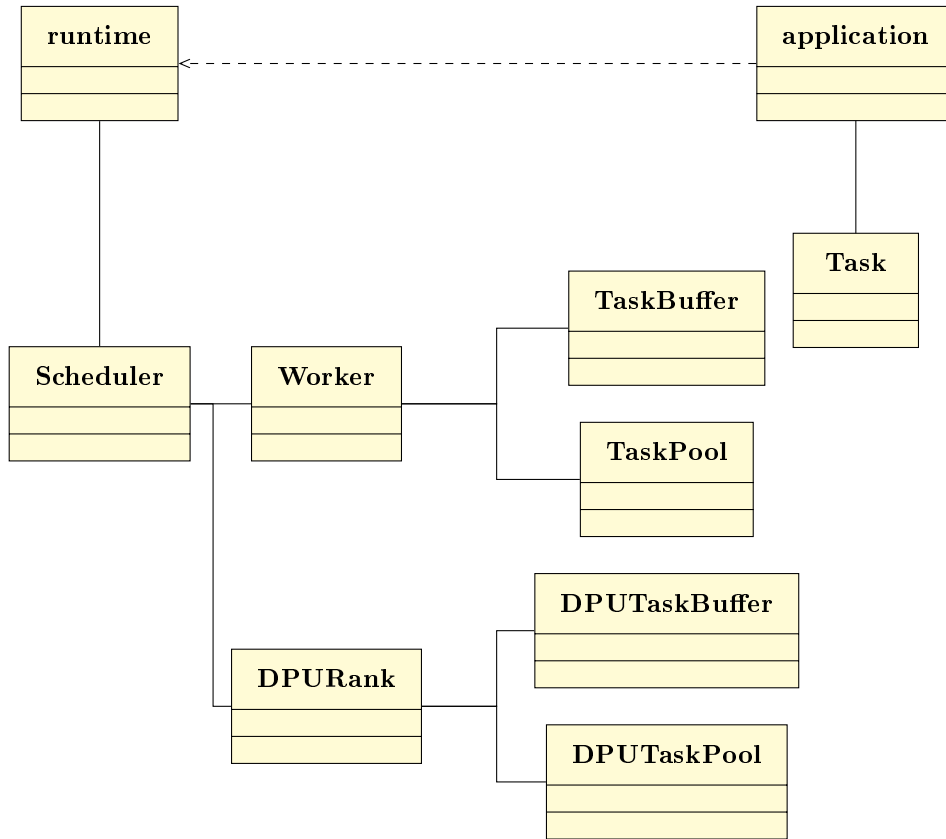 runtime
application
Task
TaskBuffer
Scheduler
Worker
TaskPool
DPUTaskBuffer
DPURank
DPUTaskPool